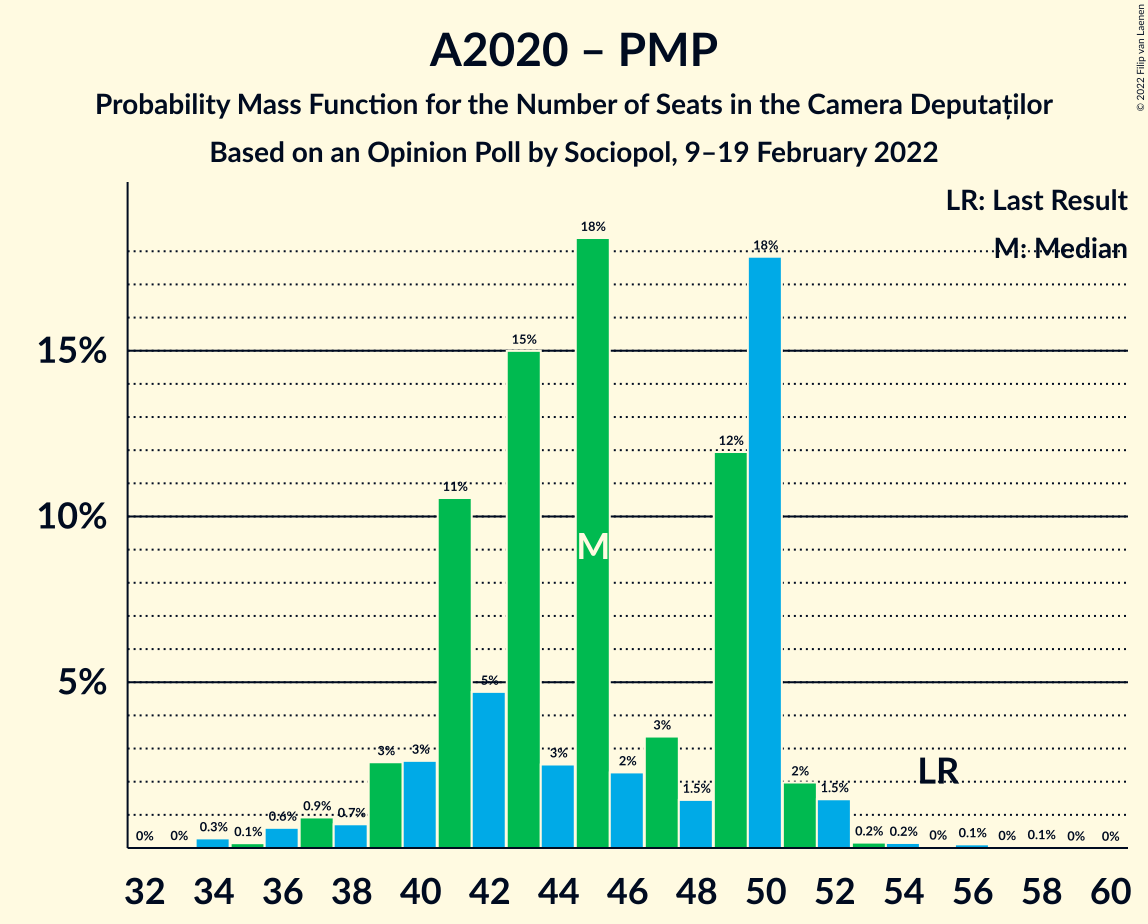 A2020 – PMP
Probability Mass Function for the Number of Seats in the Camera Deputaților
Based on an Opinion Poll by Sociopol, 9–19 February 2022
© 2022 Filip van Laenen
LR: Last Result
M: Median
15%
10%
5%
0% 0% 0.3% 0.1% 0.6% 0.9% 0.7% 3% 3% 11% 5% 15% 3% 18% 2% 3% 1.5% 12% 18% 2% 1.5% 0.2% 0.2% 0% 0.1% 0% 0.1% 0% 0%
M
LR
32 34 36 38 40 42 44 46 48 50 52 54 56 58 60